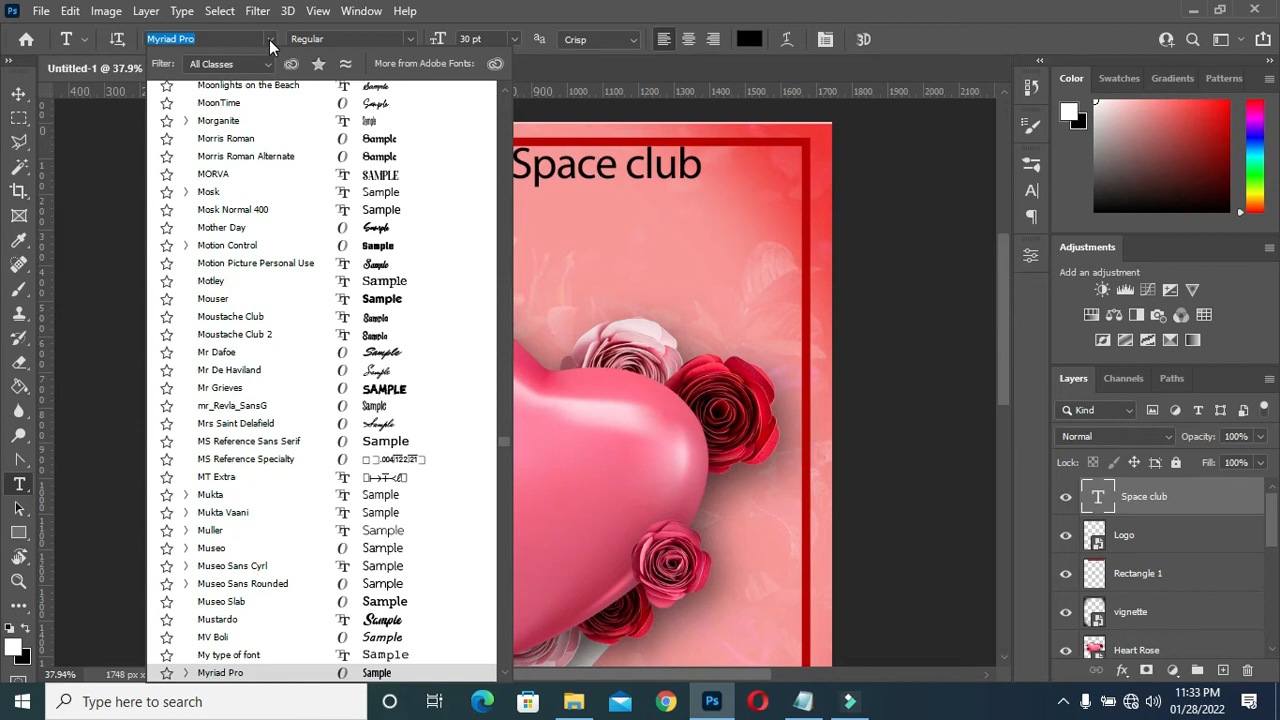 Ps File Edit Image Layer Type Select Filter 3D View Window Help
Myriad Pro Regular 30 pt Crisp 3D
Filter: All Classes More from Adobe Fonts:
Untitled-1 @ 37.9%
400 300 900 1000 1100 1200 1300 1400 1500 1600 1700 1800 1900 2000 2100
Moonlights on the Beach Sample
MoonTime Sample
Morganite Sample
Morris Roman Sample
Morris Roman Alternate Sample
MORVA SAMPLE
Mosk Sample
Mosk Normal 400 Sample
Mother Day Sample
Motion Control Sample
Motion Picture Personal Use Sample
Motley Sample
Mouser Sample
Moustache Club Sample
Moustache Club 2 Sample
Mr Dafoe Sample
Mr De Haviland Sample
Mr Grieves SAMPLE
mr_Revla_SansG Sample
Mrs Saint Delafield Sample
MS Reference Sans Serif Sample
MS Reference Specialty
MT Extra
Mukta Sample
Mukta Vaani Sample
Muller Sample
Museo Sample
Museo Sans Cyrl Sample
Museo Sans Rounded Sample
Museo Slab Sample
Mustardo Sample
MV Boli Sample
My type of font Sample
Myriad Pro Sample
Space club
Color Swatches Gradients Patterns
Adjustments
Add an adjustment
Layers Channels Paths
Kind
Normal Opacity: 100%
Lock: Fill: 100%
Space club
Logo
Rectangle 1
vignette
Heart Rose
37.94% 1748 px x
Type here to search
11:33 PM
01/28/2022